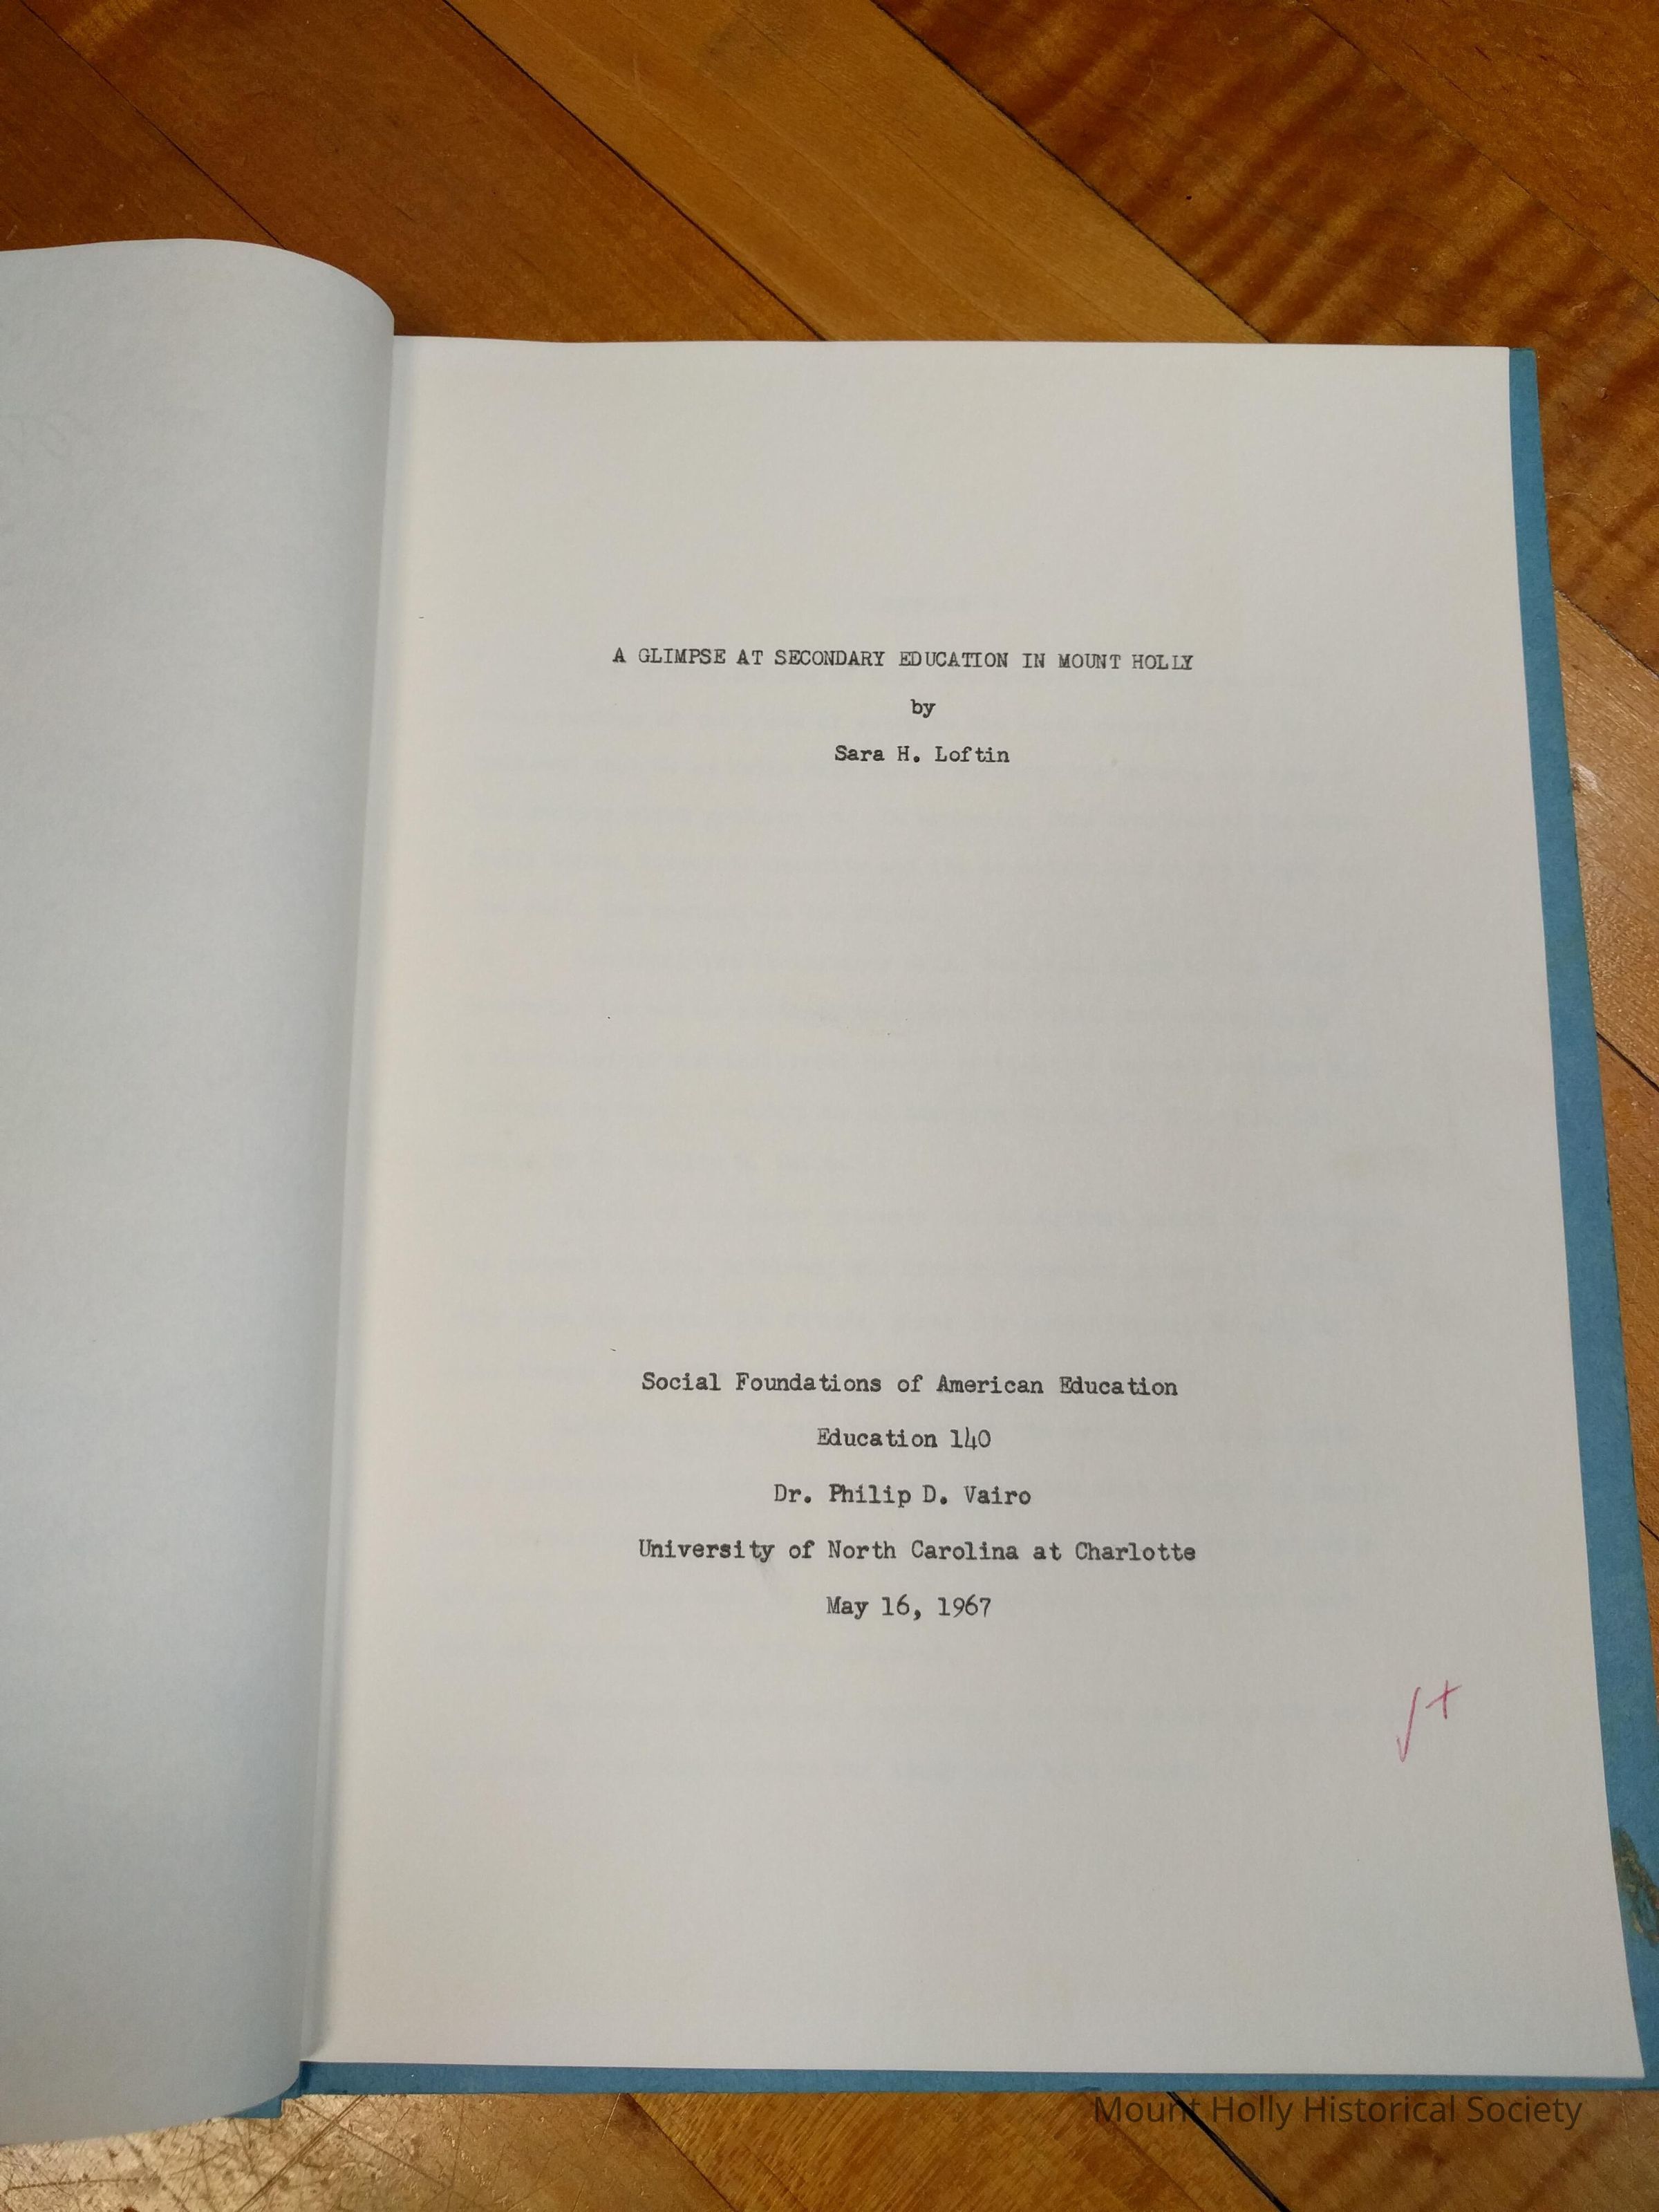 A GLIMPSE AT SECONDARY EDUCATION IN MOUNT HOLLY
by
Sara H. Loftin
Social Foundations of American Education
Education 140
Dr. Philip D. Vairo
University of North Carolina at Charlotte
May 16, 1967
√+
Mount Holly Historical Society